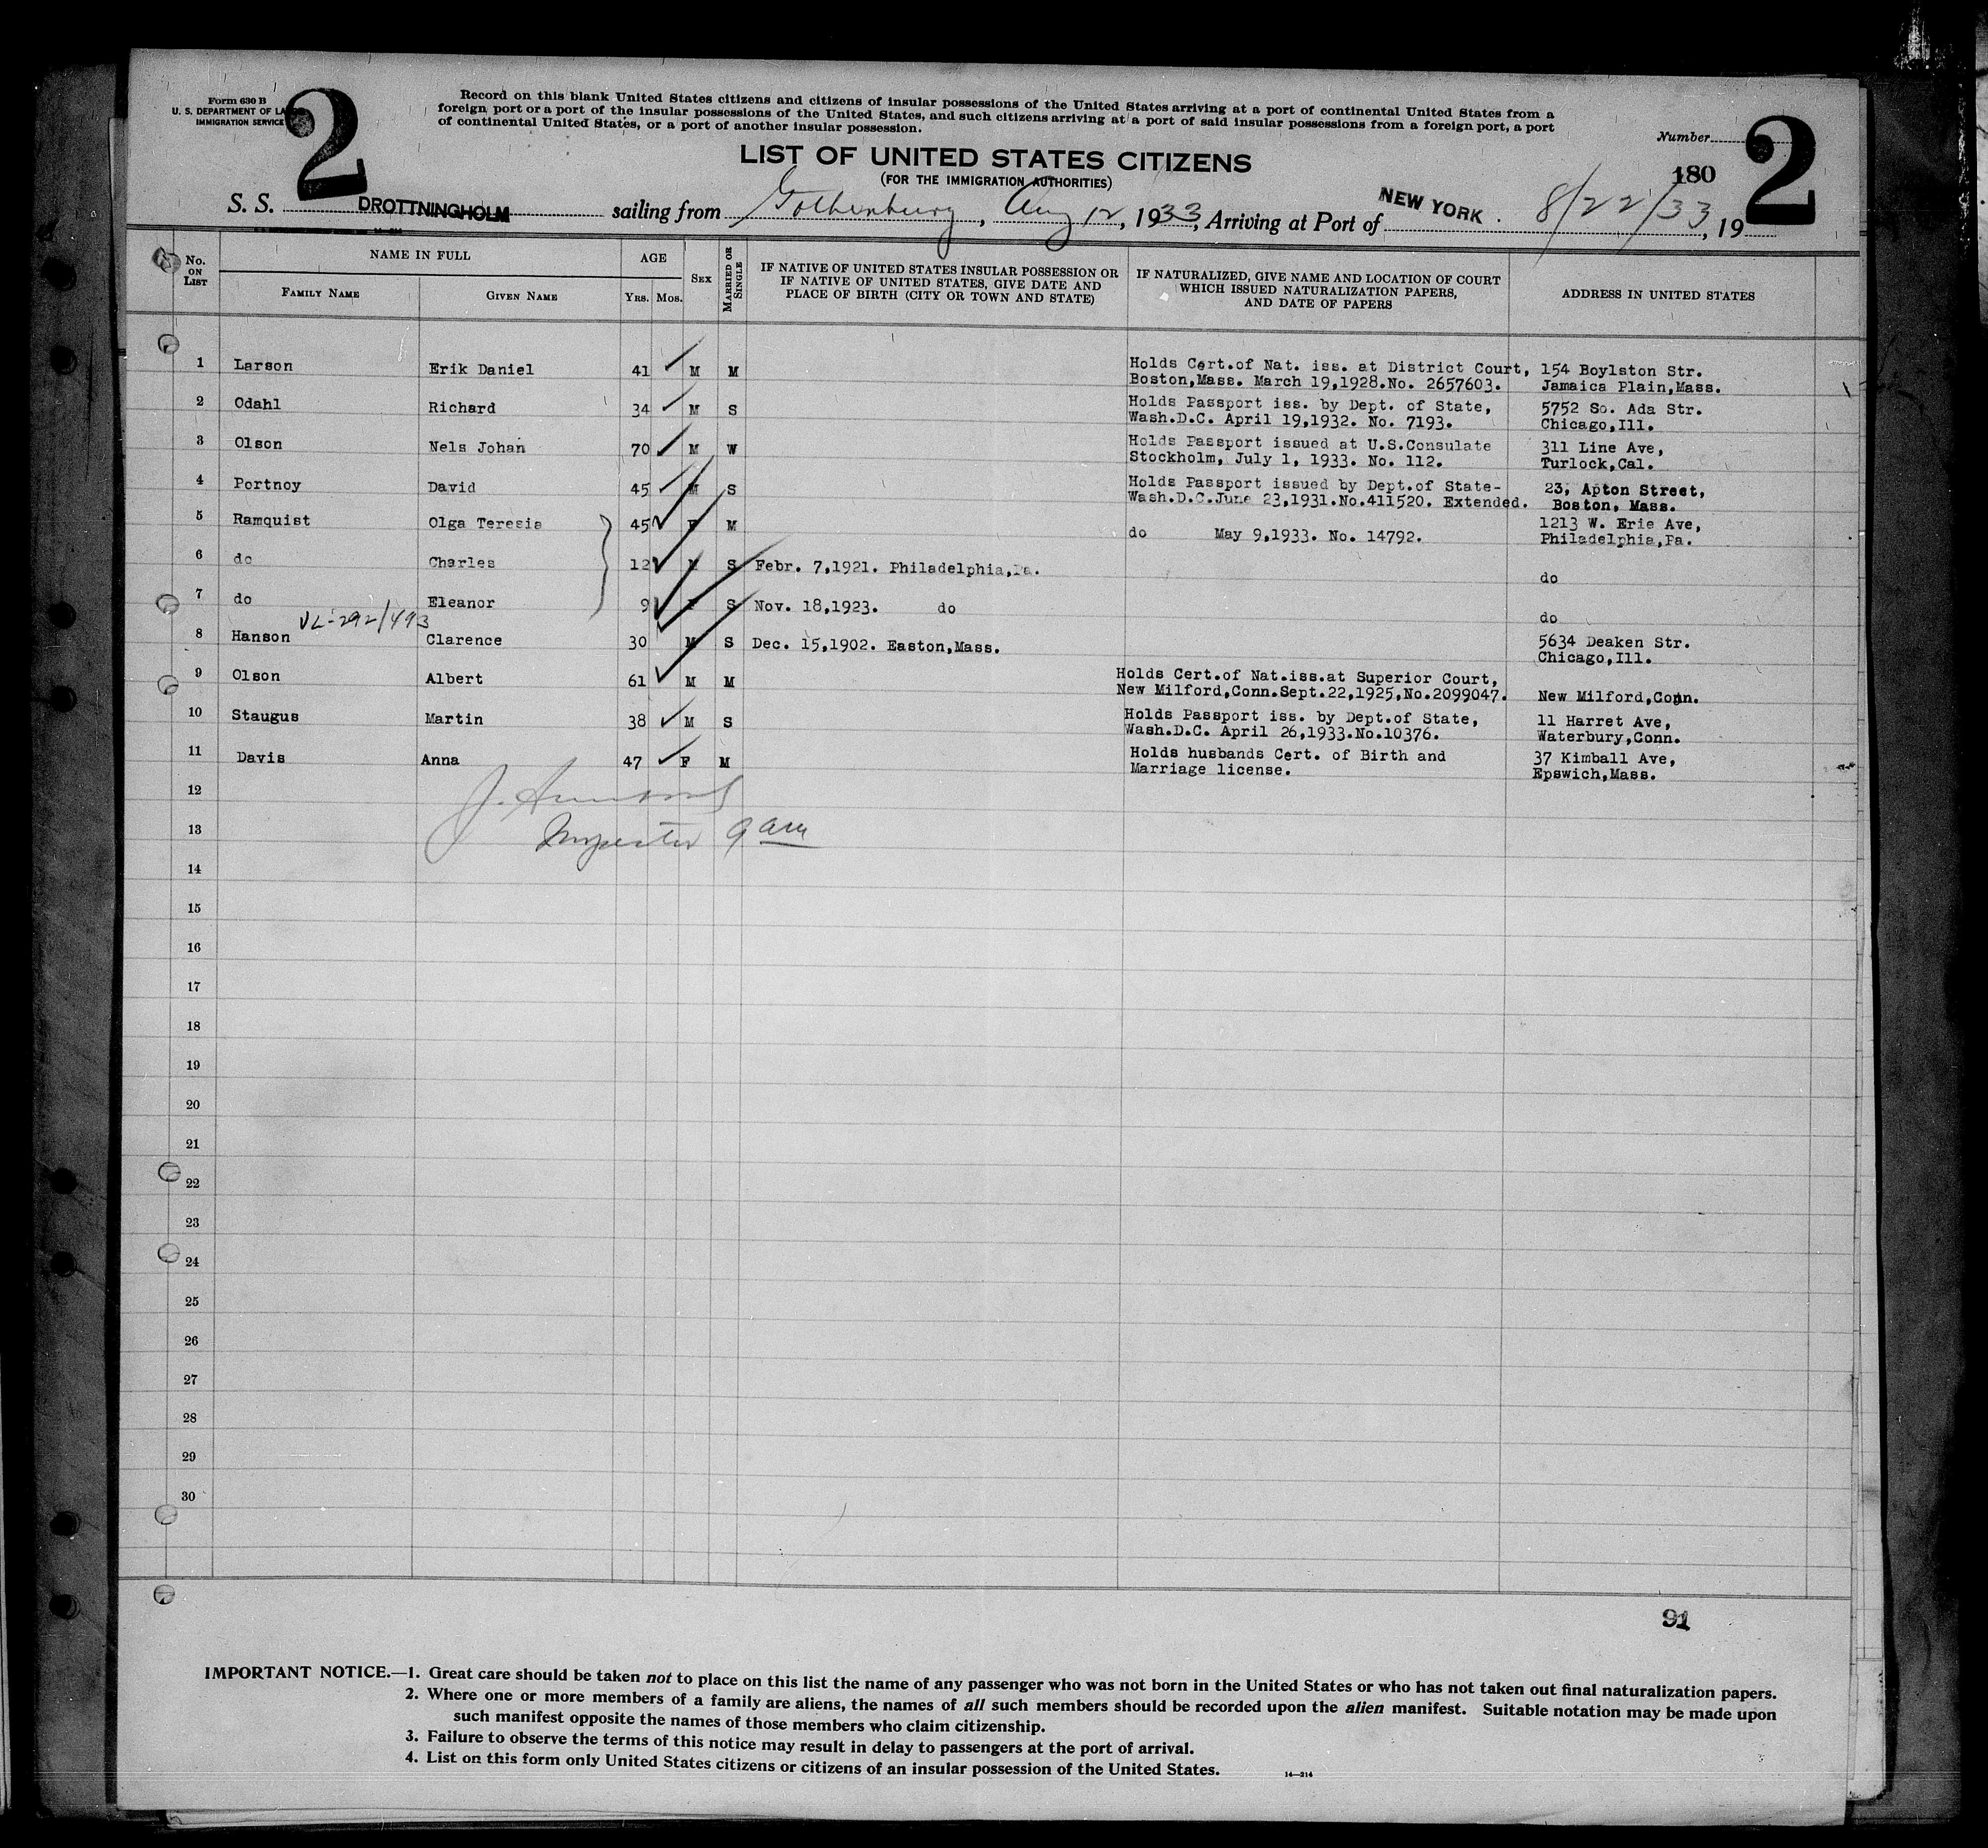 Form 630 B
U. S. DEPARTMENT OF LA
IMMIGRATION SERVICE
2
Record on this blank United States citizens and citizens of insular possessions of the United States arriving at a port of continental United States from a
foreign port or a port of the insular possessions of the United States, and such citizens arriving at a port of said insular possessions from a foreign port, a port
of continental United States, or a port of another insular possession.
Number
2
LIST OF UNITED STATES CITIZENS
(FOR THE IMMIGRATION AUTHORITIES)
180
S. S. DROTTNINGHOLM sailing from Gothenburg, Aug 12, 1933, Arriving at Port of NEW YORK. 8/22/33, 19
No. ON LIST
NAME IN FULL
FAMILY NAME
GIVEN NAME
AGE
YRS. MOS.
SEX
MARRIED OR SINGLE
IF NATIVE OF UNITED STATES INSULAR POSSESSION OR
IF NATIVE OF UNITED STATES, GIVE DATE AND
PLACE OF BIRTH (CITY OR TOWN AND STATE)
IF NATURALIZED, GIVE NAME AND LOCATION OF COURT
WHICH ISSUED NATURALIZATION PAPERS,
AND DATE OF PAPERS
ADDRESS IN UNITED STATES
1 Larson Erik Daniel 41 M M Holds Cert.of Nat. iss. at District Court, 154 Boylston Str.
Boston,Mass. March 19,1928.No. 2657603. Jamaica Plain,Mass.
2 Odahl Richard 34 M S Holds Passport iss. by Dept. of State, 5752 So. Ada Str.
Wash.D.C. April 19,1932. No. 7193. Chicago,Ill.
3 Olson Nels Johan 70 M W Holds Passport issued at U.S.Consulate 311 Line Ave,
Stockholm, July 1, 1933. No. 112. Turlock,Cal.
4 Portnoy David 45 M S Holds Passport issued by Dept.of State- 23, Apton Street,
Wash.D.C.June 23,1931.No.411520. Extended. Boston, Mass.
5 Ramquist Olga Teresia 45 F M do May 9,1933. No. 14792. 1213 W. Erie Ave,
Philadelphia,Pa.
6 do Charles 12 M S Febr. 7,1921. Philadelphia,Pa. do
7 do Eleanor 9 F S Nov. 18,1923. do do
VL-292/493
8 Hanson Clarence 30 M S Dec. 15,1902. Easton,Mass. 5634 Deaken Str.
Chicago,Ill.
9 Olson Albert 61 M M Holds Cert.of Nat.iss.at Superior Court,
New Milford,Conn.Sept.22,1925,No.2099047. New Milford,Conn.
10 Staugus Martin 38 M S Holds Passport iss. by Dept.of State, 11 Harret Ave,
Wash.D.C. April 26,1933.No.10376. Waterbury,Conn.
11 Davis Anna 47 F M Holds husbands Cert. of Birth and 37 Kimball Ave,
Marriage license. Epswich,Mass.
12
13 Inspector 9 am
14
15
16
17
18
19
20
21
22
23
24
25
26
27
28
29
30
91
IMPORTANT NOTICE.—1. Great care should be taken not to place on this list the name of any passenger who was not born in the United States or who has not taken out final naturalization papers.
2. Where one or more members of a family are aliens, the names of all such members should be recorded upon the alien manifest. Suitable notation may be made upon
such manifest opposite the names of those members who claim citizenship.
3. Failure to observe the terms of this notice may result in delay to passengers at the port of arrival.
4. List on this form only United States citizens or citizens of an insular possession of the United States.
14—214